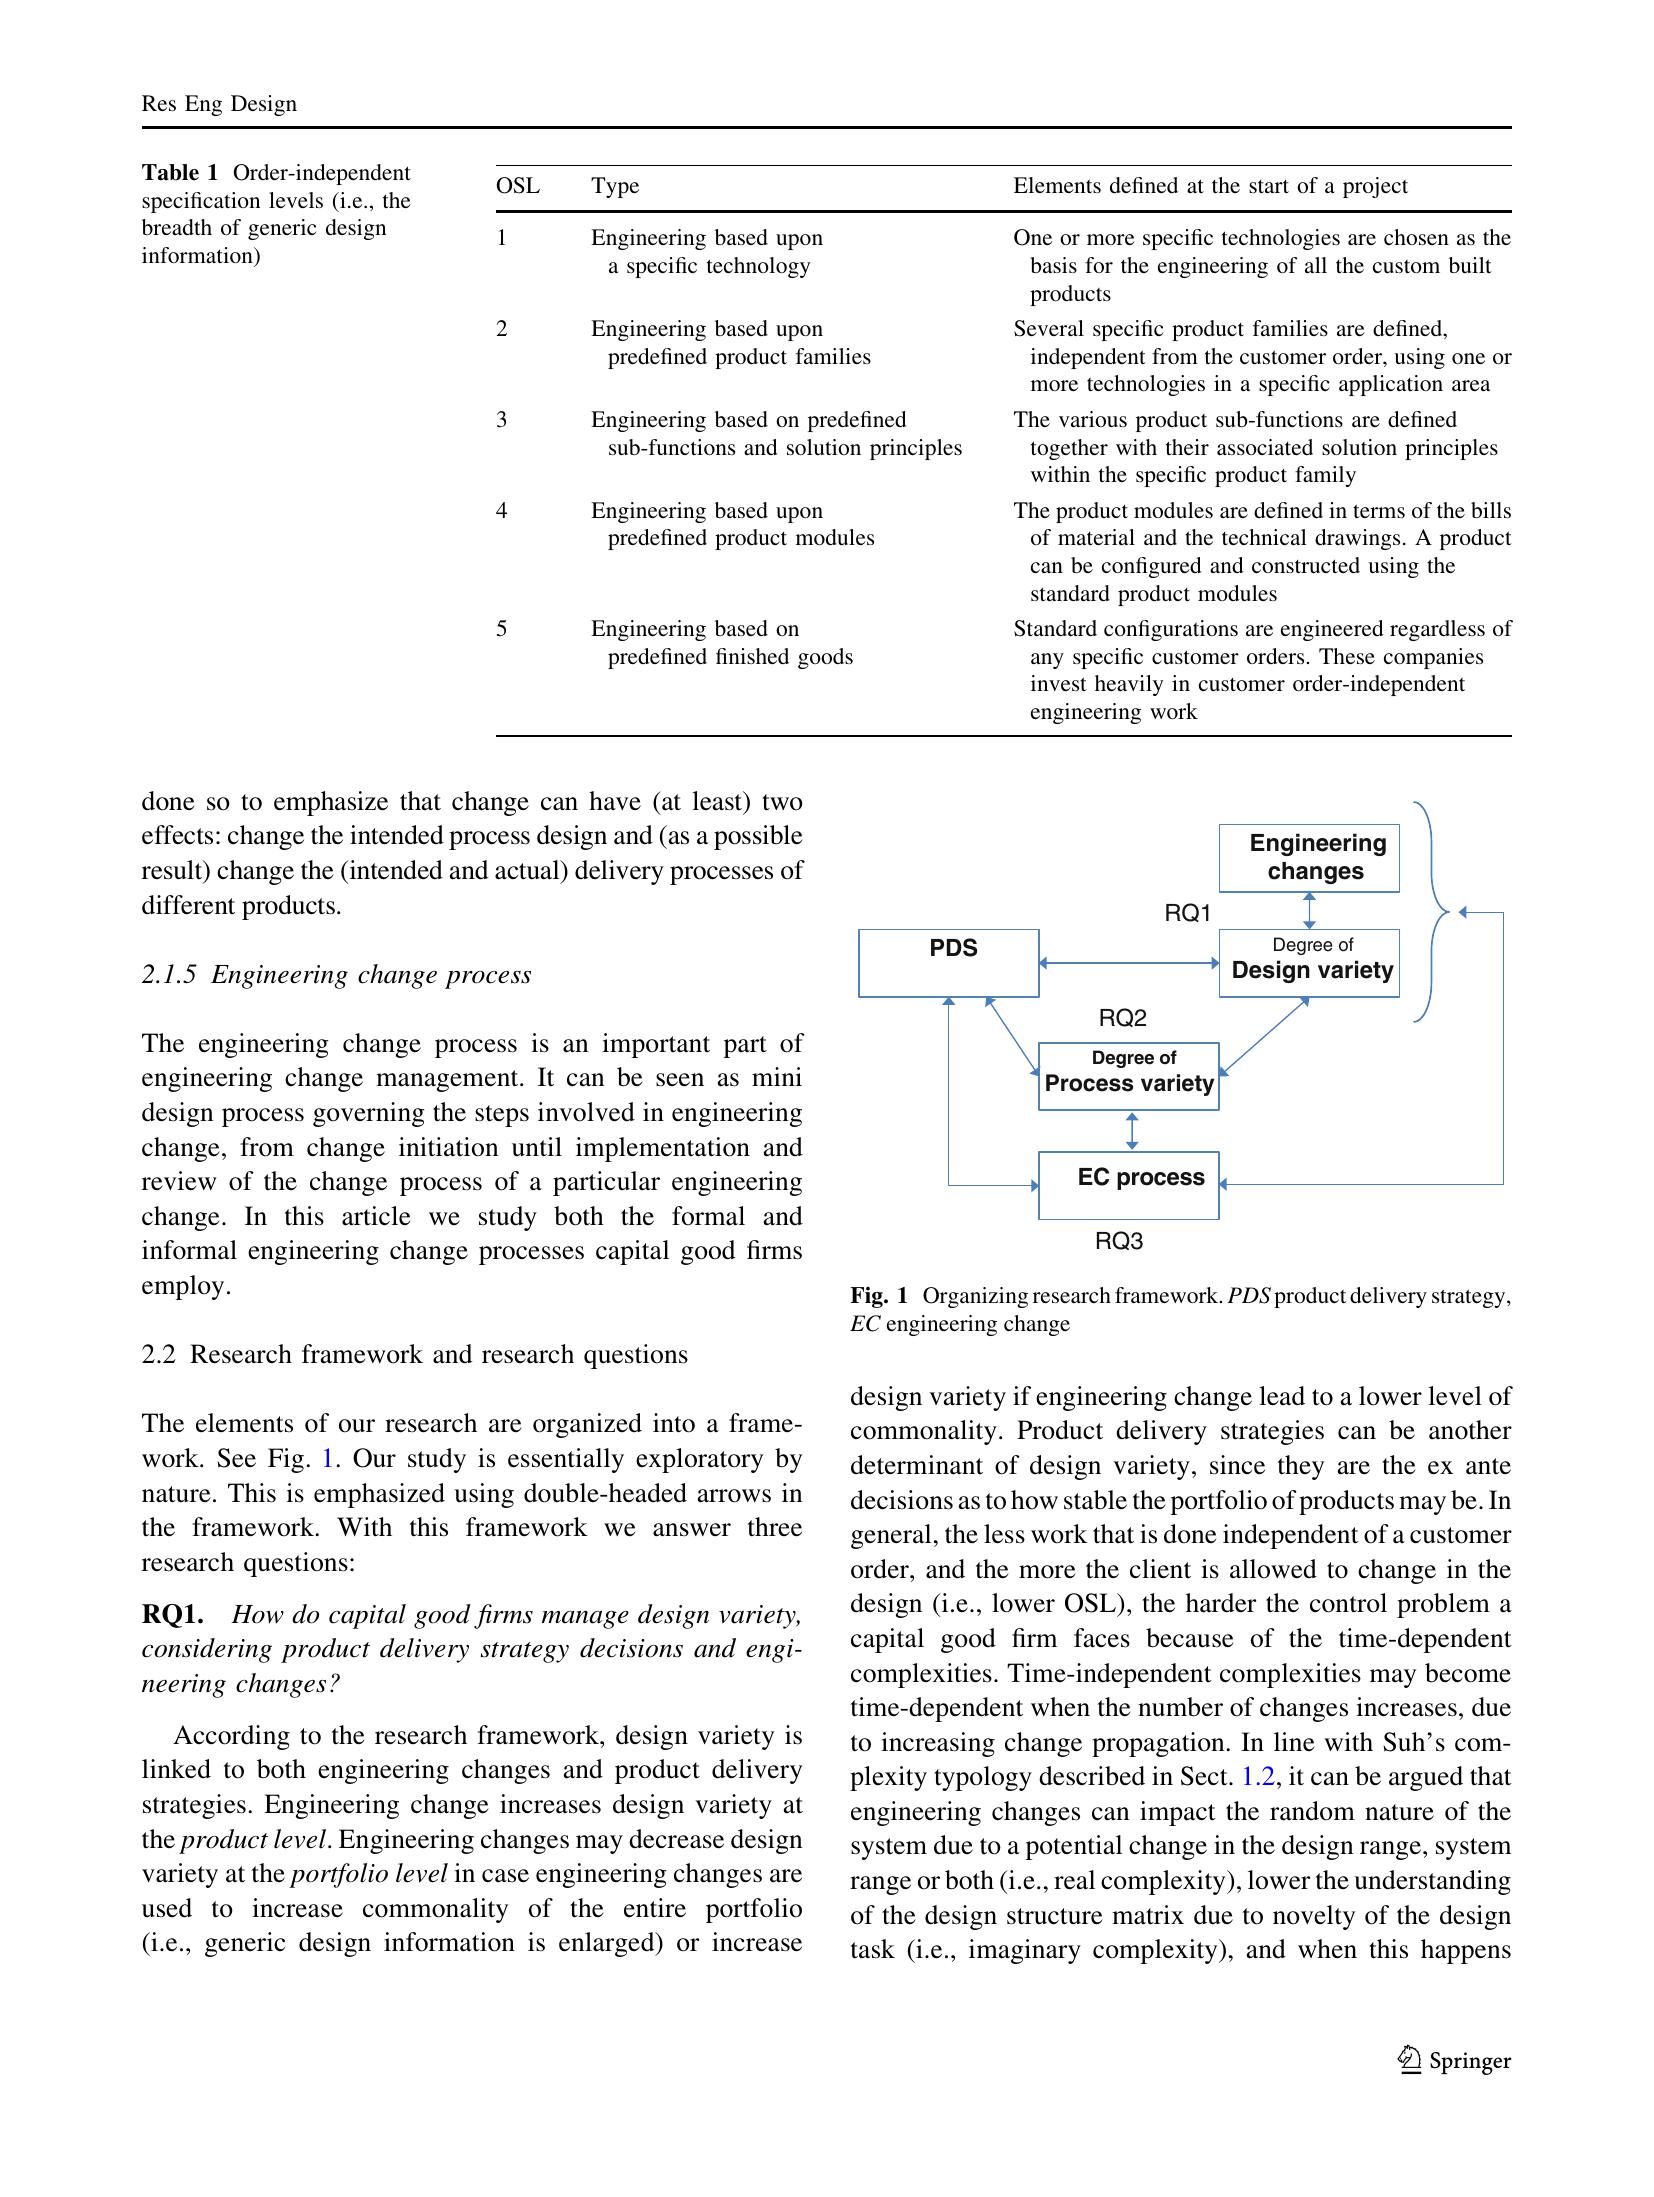 Res Eng Design
Table 1 Order-independent
specification levels (i.e., the
breadth of generic design
information)
OSL Type Elements defined at the start of a project
1 Engineering based upon One or more specific technologies are chosen as the
a specific technology basis for the engineering of all the custom built
products
2 Engineering based upon Several specific product families are defined,
predefined product families independent from the customer order, using one or
more technologies in a specific application area
3 Engineering based on predefined The various product sub-functions are defined
sub-functions and solution principles together with their associated solution principles
within the specific product family
4 Engineering based upon The product modules are defined in terms of the bills
predefined product modules of material and the technical drawings. A product
can be configured and constructed using the
standard product modules
5 Engineering based on Standard configurations are engineered regardless of
predefined finished goods any specific customer orders. These companies
invest heavily in customer order-independent
engineering work
done so to emphasize that change can have (at least) two
effects: change the intended process design and (as a possible
result) change the (intended and actual) delivery processes of
different products.
2.1.5 Engineering change process
The engineering change process is an important part of
engineering change management. It can be seen as mini
design process governing the steps involved in engineering
change, from change initiation until implementation and
review of the change process of a particular engineering
change. In this article we study both the formal and
informal engineering change processes capital good firms
employ.
2.2 Research framework and research questions
The elements of our research are organized into a frame-
work. See Fig. 1. Our study is essentially exploratory by
nature. This is emphasized using double-headed arrows in
the framework. With this framework we answer three
research questions:
RQ1. How do capital good firms manage design variety,
considering product delivery strategy decisions and engi-
neering changes?
According to the research framework, design variety is
linked to both engineering changes and product delivery
strategies. Engineering change increases design variety at
the product level. Engineering changes may decrease design
variety at the portfolio level in case engineering changes are
used to increase commonality of the entire portfolio
(i.e., generic design information is enlarged) or increase
Engineering
changes
RQ1
PDS
Degree of
Design variety
RQ2
Degree of
Process variety
EC process
RQ3
Fig. 1 Organizing research framework. PDS product delivery strategy,
EC engineering change
design variety if engineering change lead to a lower level of
commonality. Product delivery strategies can be another
determinant of design variety, since they are the ex ante
decisions as to how stable the portfolio of products may be. In
general, the less work that is done independent of a customer
order, and the more the client is allowed to change in the
design (i.e., lower OSL), the harder the control problem a
capital good firm faces because of the time-dependent
complexities. Time-independent complexities may become
time-dependent when the number of changes increases, due
to increasing change propagation. In line with Suh's com-
plexity typology described in Sect. 1.2, it can be argued that
engineering changes can impact the random nature of the
system due to a potential change in the design range, system
range or both (i.e., real complexity), lower the understanding
of the design structure matrix due to novelty of the design
task (i.e., imaginary complexity), and when this happens
Springer